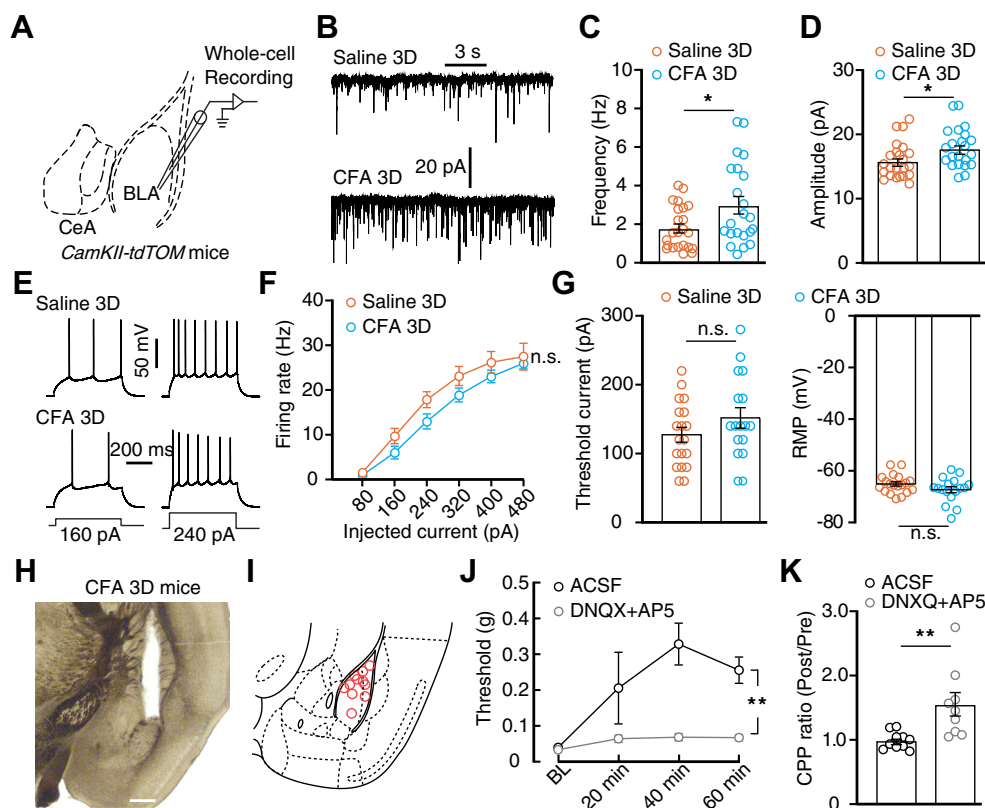 A
Whole-cell
Recording
BLA
CeA
CamKII-tdTOM mice
B
Saline 3D
3 s
CFA 3D
20 pA
C
Saline 3D
CFA 3D
Frequency (Hz)
10
8
6
4
2
0
*
D
Saline 3D
CFA 3D
Amplitude (pA)
30
20
10
0
*
E
Saline 3D
50 mV
CFA 3D
200 ms
160 pA
240 pA
F
Saline 3D
CFA 3D
Firing rate (Hz)
40
30
20
10
0
n.s.
80
160
240
320
400
480
Injected current (pA)
G
Saline 3D
CFA 3D
Threshold current (pA)
300
200
100
0
n.s.
RMP (mV)
0
-20
-40
-60
-80
n.s.
H
CFA 3D mice
I
J
ACSF
DNQX+AP5
Threshold (g)
0.5
0.4
0.3
0.2
0.1
0
**
BL
20 min
40 min
60 min
K
ACSF
DNXQ+AP5
CPP ratio (Post/Pre)
3.0
2.0
1.0
0
**